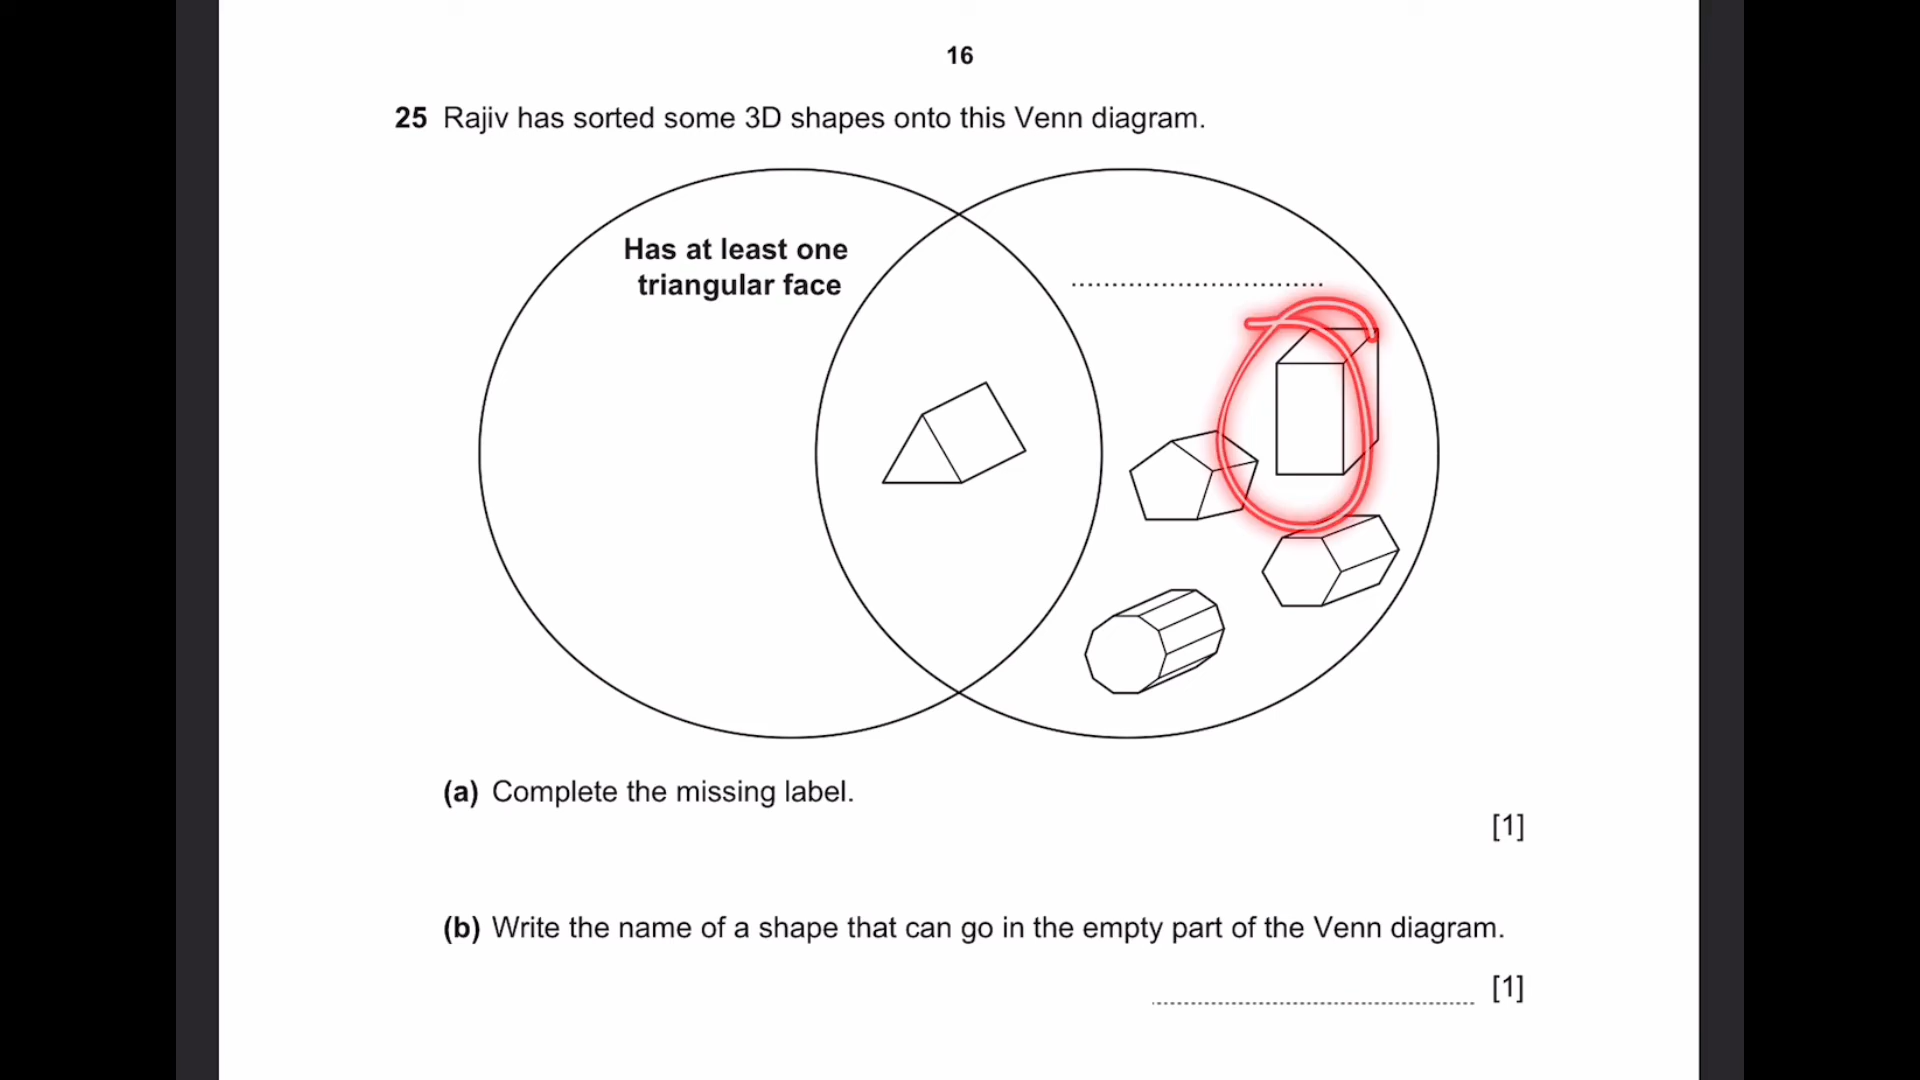 16
25 Rajiv has sorted some 3D shapes onto this Venn diagram.
Has at least one
triangular face
(a) Complete the missing label.
[1]
(b) Write the name of a shape that can go in the empty part of the Venn diagram.
[1]